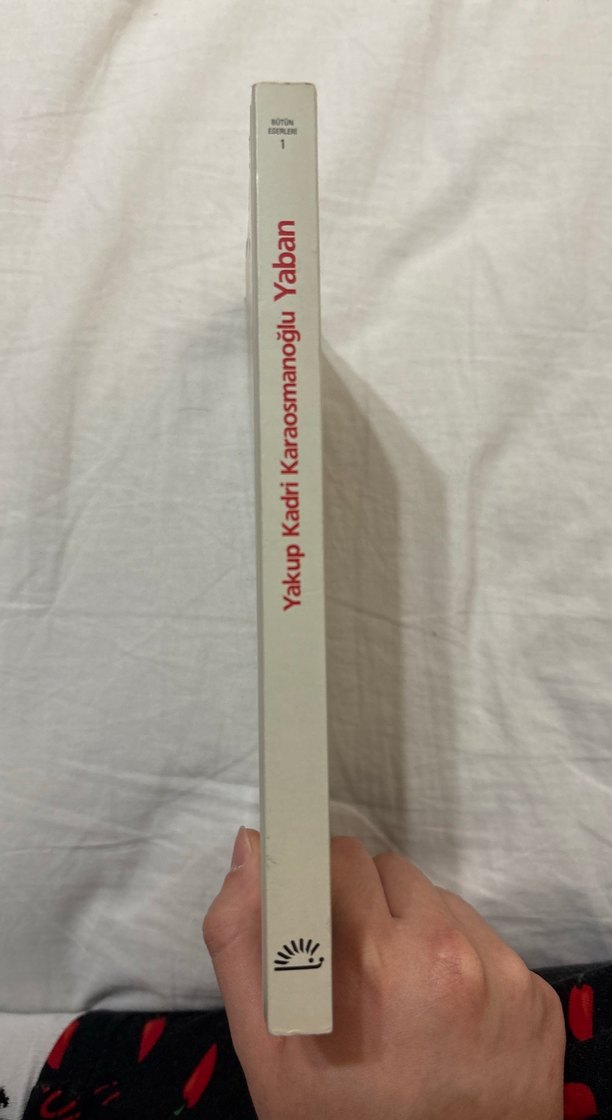 BÜTÜN
ESERLERİ
1
Yakup Kadri Karaosmanoğlu Yaban